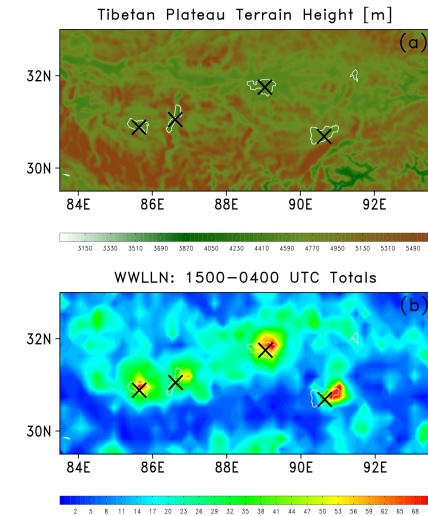 Tibetan Plateau Terrain Height [m]
(a)
32N
30N
84E 86E 88E 90E 92E
3150 3330 3510 3690 3870 4050 4230 4410 4590 4770 4950 5130 5310 5490
WWLLN: 1500-0400 UTC Totals
(b)
32N
30N
84E 86E 88E 90E 92E
2 5 8 11 14 17 20 23 26 29 32 35 38 41 44 47 50 53 56 59 62 65 68